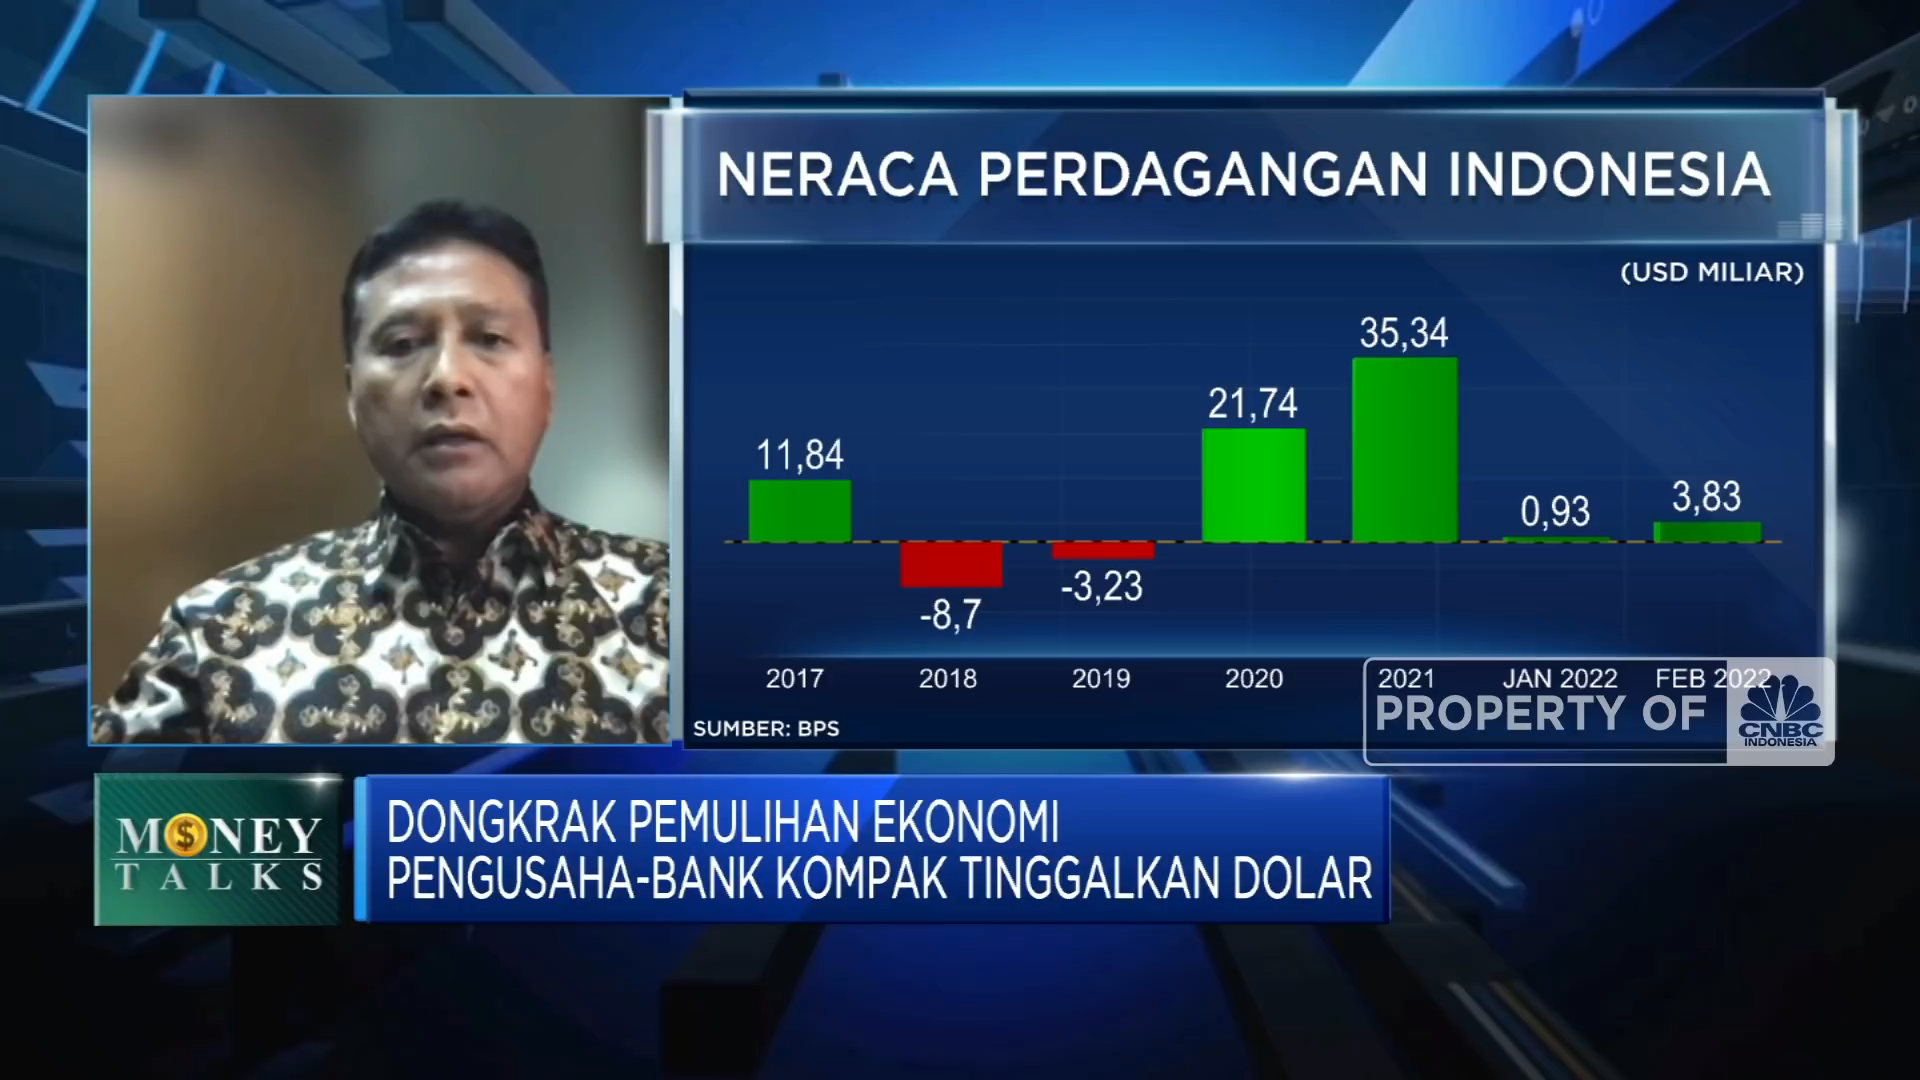 NERACA PERDAGANGAN INDONESIA
(USD MILIAR)
11,84
-8,7
-3,23
21,74
35,34
0,93
3,83
2017 2018 2019 2020 2021 JAN 2022 FEB 2022
SUMBER: BPS
PROPERTY OF CNBC INDONESIA
MONEY
TALKS
DONGKRAK PEMULIHAN EKONOMI
PENGUSAHA-BANK KOMPAK TINGGALKAN DOLAR